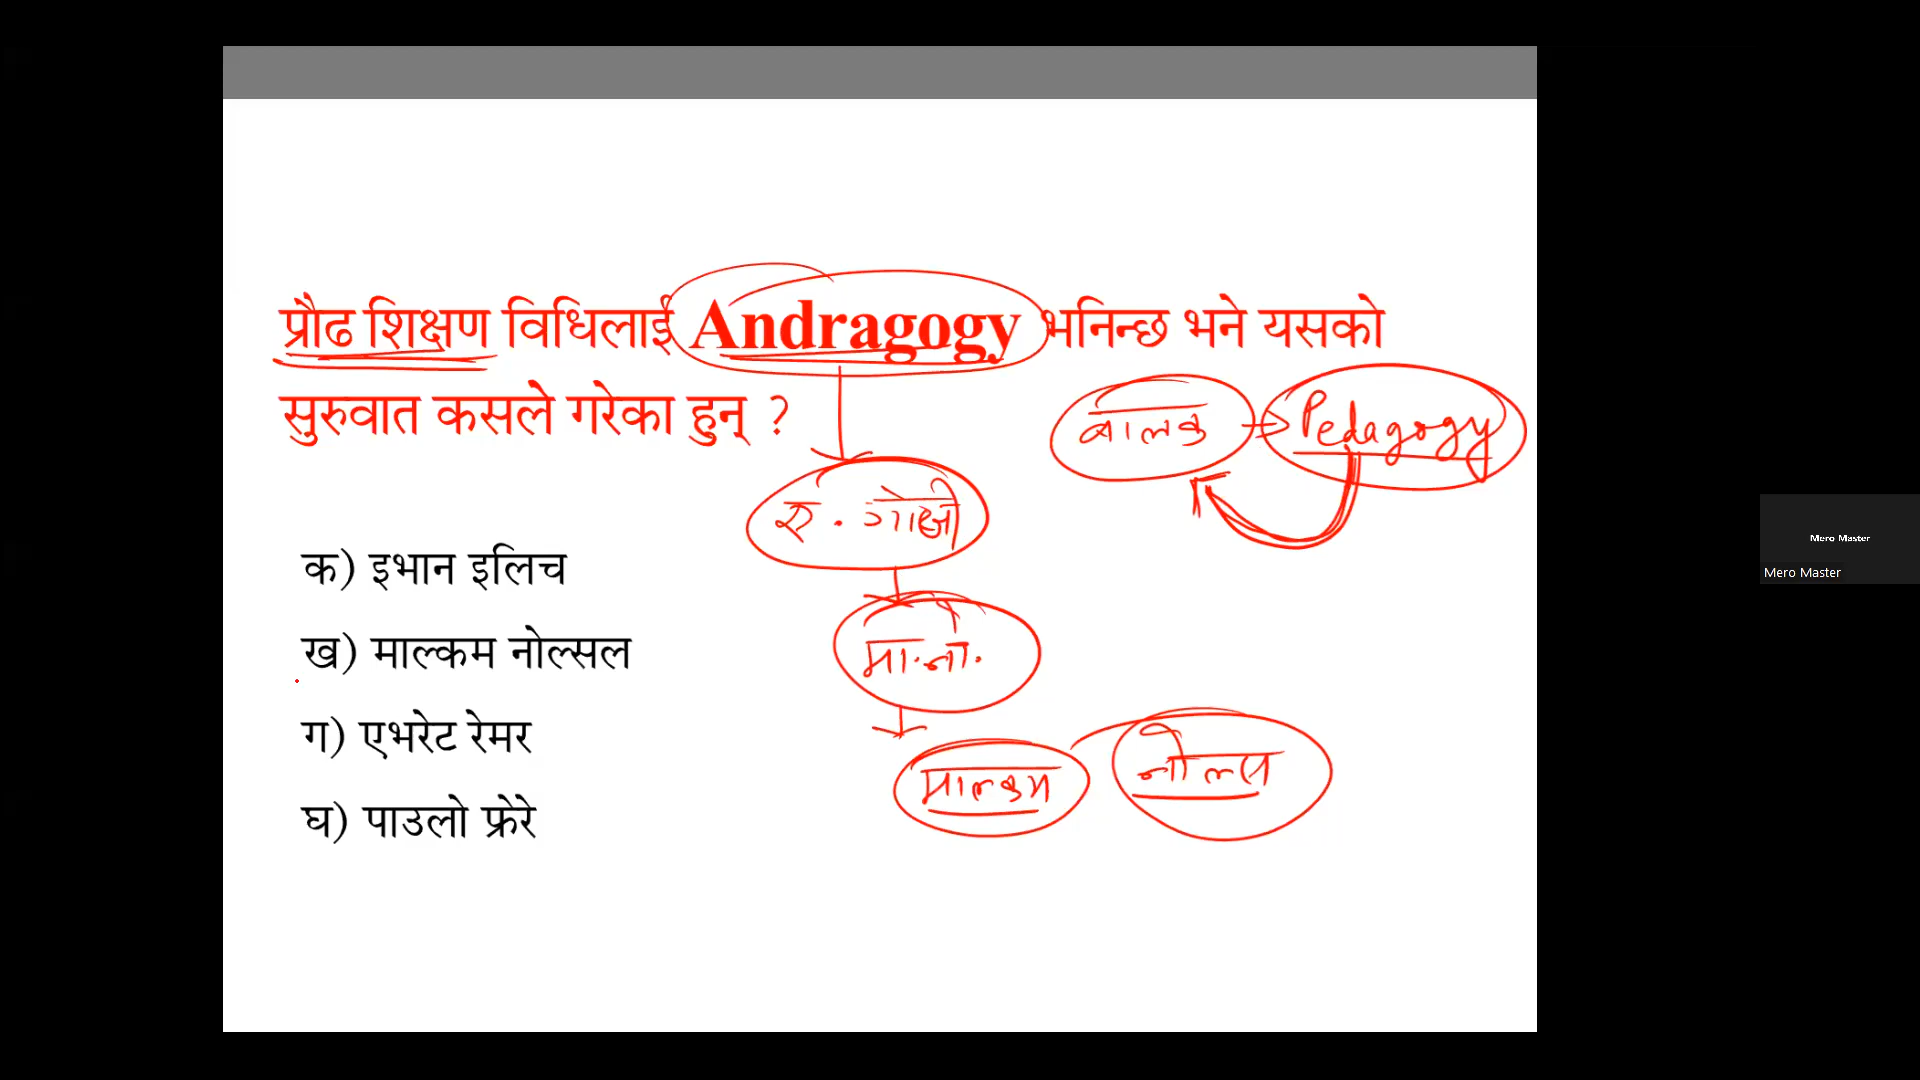 प्रौढ शिक्षण विधिलाई Andragogy भनिन्छ भने यसको
सुरुवात कसले गरेका हुन् ?
बालक → Pedagogy
क) इभान इलिच
ख) माल्कम नोल्सल
मा.नो.
ग) एभरेट रेमर
माल्कम नोल्स
घ) पाउलो फ्रेरे
Mero Master
Mero Master